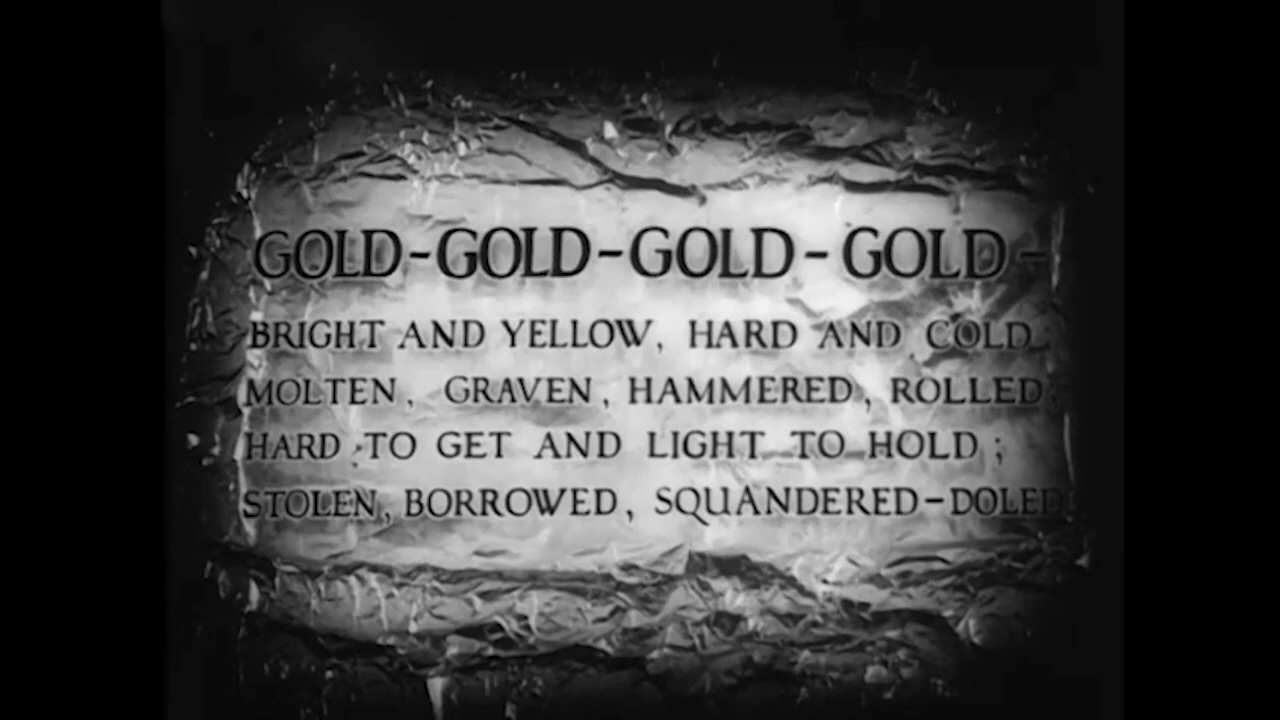 GOLD-GOLD-GOLD-GOLD-
BRIGHT AND YELLOW, HARD AND COLD,
MOLTEN, GRAVEN, HAMMERED, ROLLED;
HARD TO GET AND LIGHT TO HOLD;
STOLEN, BORROWED, SQUANDERED-DOLED